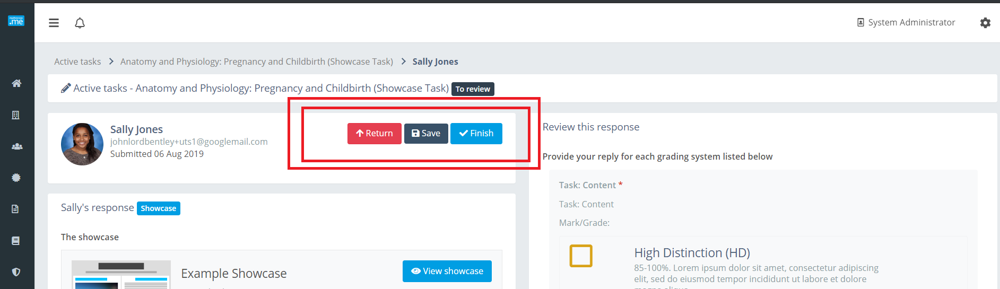 .me
System Administrator
Active tasks > Anatomy and Physiology: Pregnancy and Childbirth (Showcase Task) > Sally Jones
Active tasks - Anatomy and Physiology: Pregnancy and Childbirth (Showcase Task) To review
Sally Jones
johnlordbentley+uts1@googlemail.com
Submitted 06 Aug 2019
Return Save Finish
Sally's response Showcase
The showcase
Example Showcase
View showcase
Review this response
Provide your reply for each grading system listed below
Task: Content *
Task: Content
Mark/Grade:
High Distinction (HD)
85-100%. Lorem ipsum dolor sit amet, consectetur adipiscing
elit, sed do eiusmod tempor incididunt ut labore et dolore